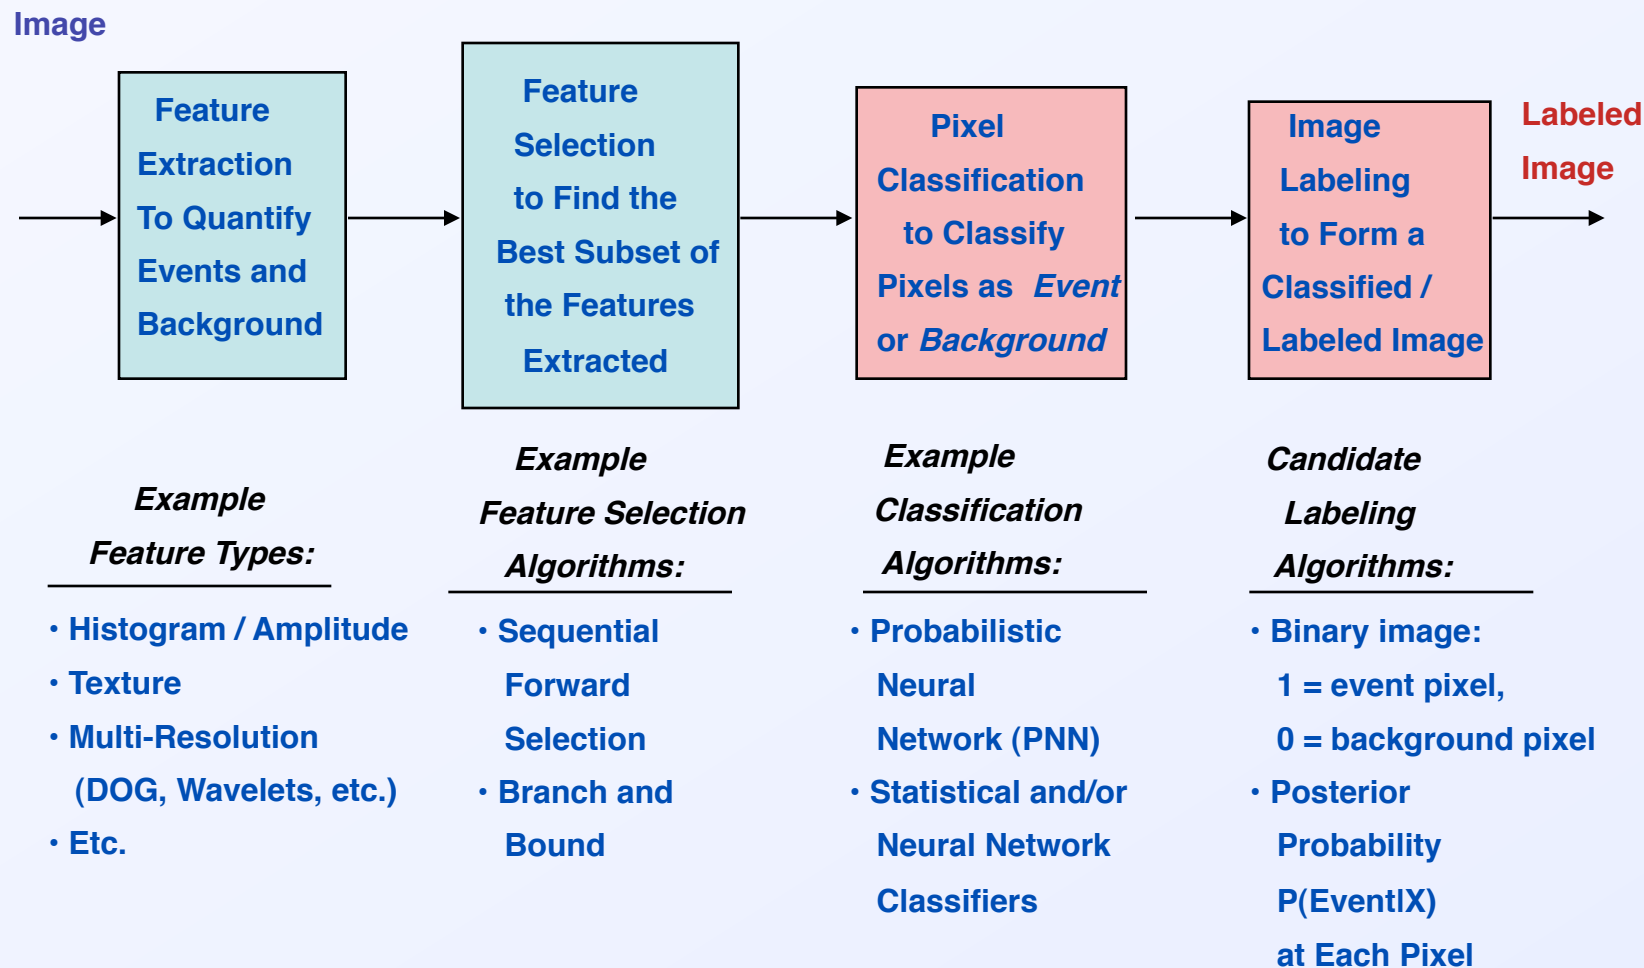 Image
Feature
Extraction
To Quantify
Events and
Background
Feature
Selection
to Find the
Best Subset of
the Features
Extracted
Pixel
Classification
to Classify
Pixels as Event
or Background
Image
Labeling
to Form a
Classified /
Labeled Image
Labeled
Image
Example
Feature Types:
• Histogram / Amplitude
• Texture
• Multi-Resolution
(DOG, Wavelets, etc.)
• Etc.
Example
Feature Selection
Algorithms:
• Sequential
Forward
Selection
• Branch and
Bound
Example
Classification
Algorithms:
• Probabilistic
Neural
Network (PNN)
• Statistical and/or
Neural Network
Classifiers
Candidate
Labeling
Algorithms:
• Binary image:
1 = event pixel,
0 = background pixel
• Posterior
Probability
P(Event|X)
at Each Pixel